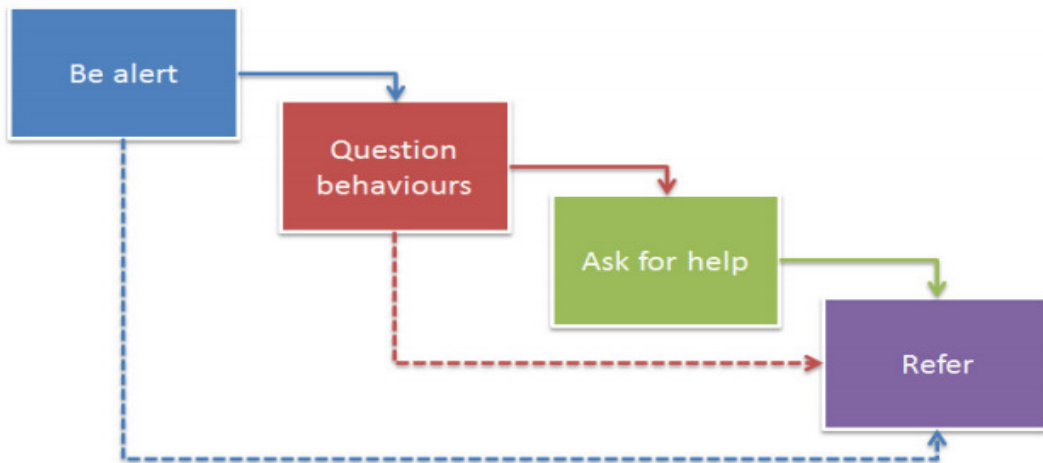 Be alert
Question
behaviours
Ask for help
Refer